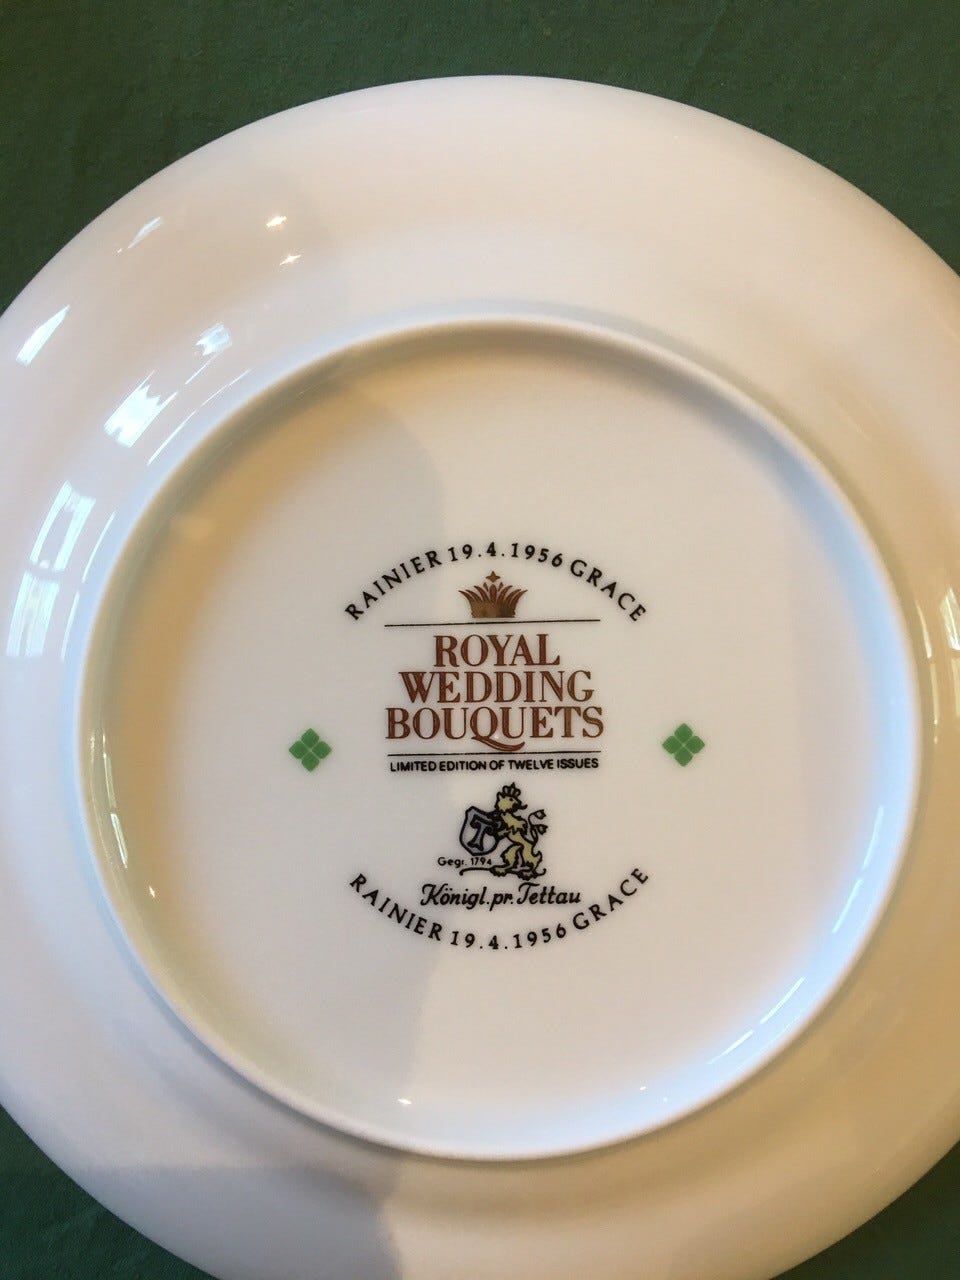 RAINIER 19.4.1956 GRACE
ROYAL
WEDDING
BOUQUETS
LIMITED EDITION OF TWELVE ISSUES
T
Gegr. 1794
Königl. pr. Tettau
RAINIER 19.4.1956 GRACE